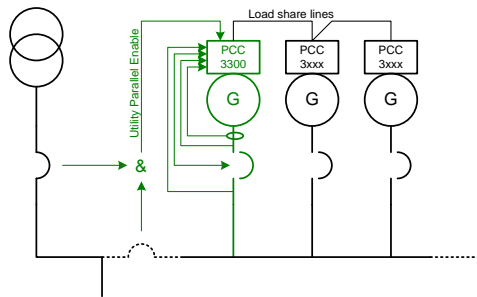 Load share lines
Utility Parallel Enable
PCC
3300
PCC
3xxx
PCC
3xxx
G
G
G
&